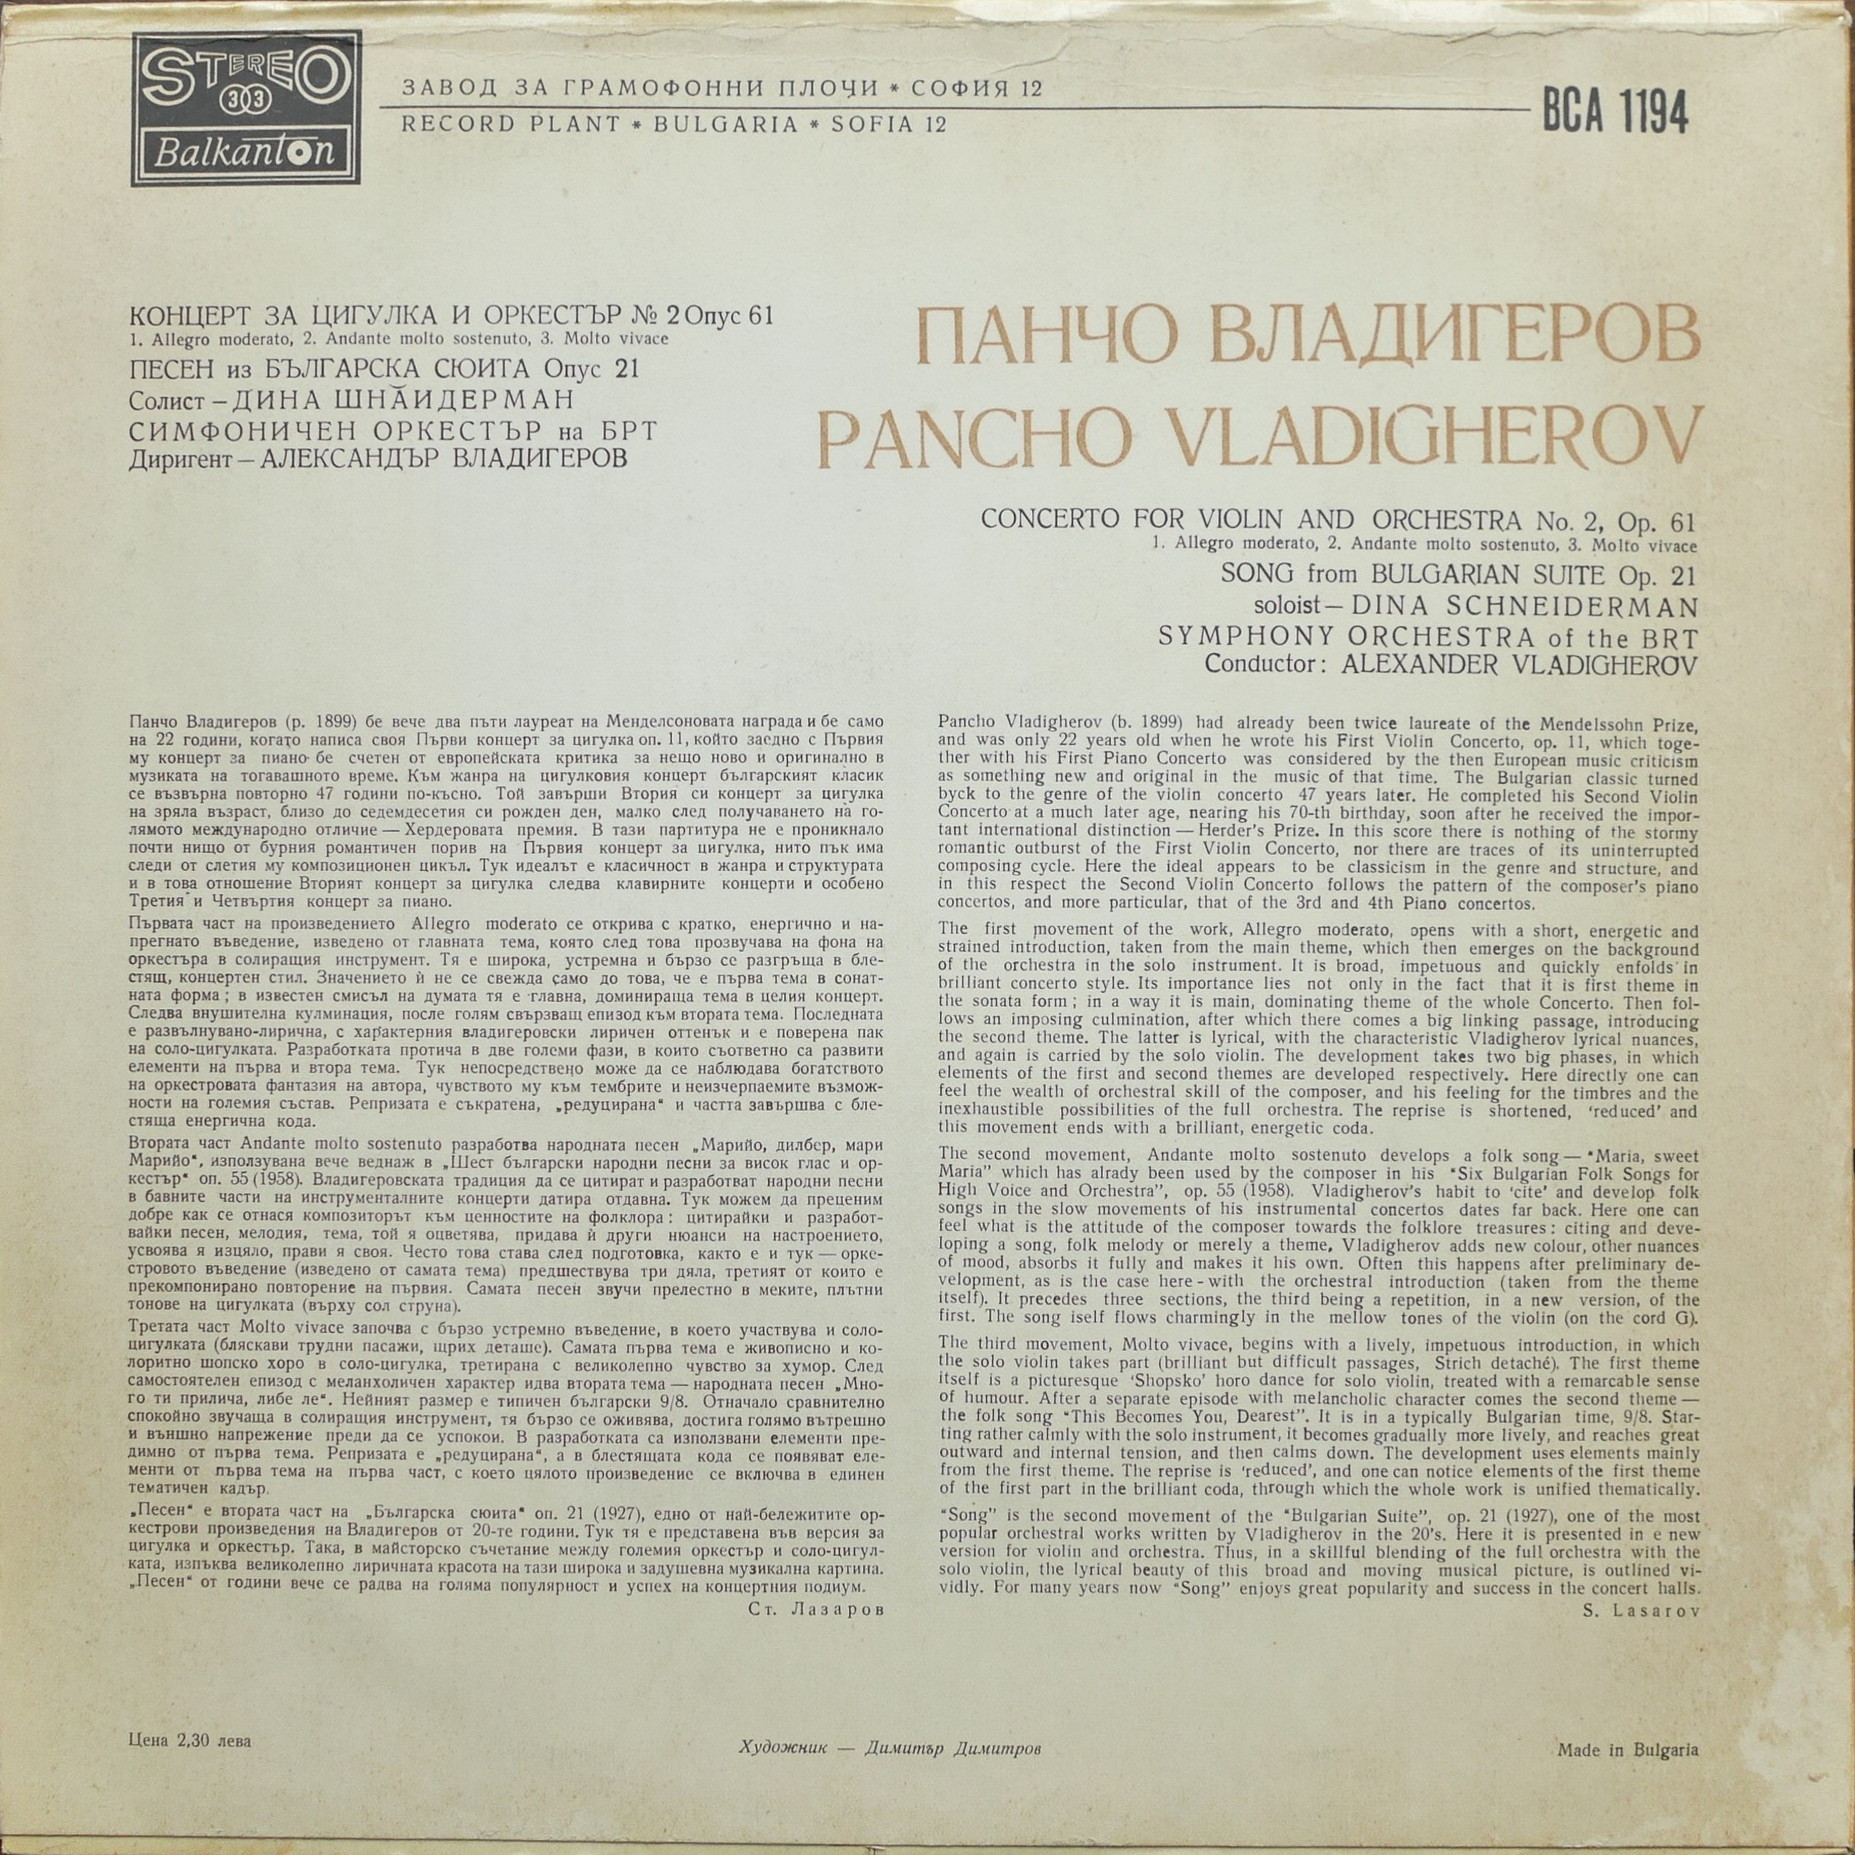 STEREO
33
Balkanton
ЗАВОД ЗА ГРАМОФОННИ ПЛОЧИ * СОФИЯ 12
RECORD PLANT * BULGARIA * SOFIA 12
ВСА 1194
КОНЦЕРТ ЗА ЦИГУЛКА И ОРКЕСТЪР № 2 Опус 61
1. Allegro moderato, 2. Andante molto sostenuto, 3. Molto vivace
ПЕСЕН из БЪЛГАРСКА СЮИТА Опус 21
Солист – ДИНА ШНАЙДЕРМАН
СИМФОНИЧЕН ОРКЕСТЪР на БРТ
Диригент – АЛЕКСАНДЪР ВЛАДИГЕРОВ
ПАНЧО ВЛАДИГЕРОВ
PANCHO VLADIGHEROV
CONCERTO FOR VIOLIN AND ORCHESTRA No. 2, Op. 61
1. Allegro moderato, 2. Andante molto sostenuto, 3. Molto vivace
SONG from BULGARIAN SUITE Op. 21
soloist – DINA SCHNEIDERMAN
SYMPHONY ORCHESTRA of the BRT
Conductor: ALEXANDER VLADIGHEROV
Панчо Владигеров (р. 1899) бе вече два пъти лауреат на Менделсоновата награда и бе само
на 22 години, когато написа своя Първи концерт за цигулка оп. 11, който заедно с Първия
му концерт за пиано бе счетен от европейската критика за нещо ново и оригинално в
музиката на тогавашното време. Към жанра на цигулковия концерт българският класик
се възвърна повторно 47 години по-късно. Той завърши Втория си концерт за цигулка
на зряла възраст, близо до седемдесетия си рожден ден, малко след получаването на го-
лямото международно отличие — Хердеровата премия. В тази партитура не е проникнало
почти нищо от бурния романтичен порив на Първия концерт за цигулка, нито пък има
следи от слетия му композиционен цикъл. Тук идеалът е класичност в жанра и структурата
и в това отношение Вторият концерт за цигулка следва клавирните концерти и особено
Третия и Четвъртия концерт за пиано.
Първата част на произведението Allegro moderato се открива с кратко, енергично и на-
прегнато въведение, изведено от главната тема, която след това прозвучава на фона на
оркестъра в солиращия инструмент. Тя е широка, устремна и бързо се разгръща в бле-
стящ, концертен стил. Значението ѝ не се свежда само до това, че е първа тема в сонат-
ната форма; в известен смисъл на думата тя е главна, доминираща тема в целия концерт.
Следва внушителна кулминация, после голям свързващ епизод към втората тема. Последната
е развълнувано-лирична, с характерния владигеровски лиричен оттенък и е поверена пак
на соло-цигулката. Разработката протича в две големи фази, в които съответно са развити
елементи на първа и втора тема. Тук непосредствено може да се наблюдава богатството
на оркестровата фантазия на автора, чувството му към тембрите и неизчерпаемите възмож-
ности на големия състав. Репризата е съкратена, „редуцирана“ и частта завършва с бле-
стяща енергична кода.
Втората част Andante molto sostenuto разработва народната песен „Марийо, дилбер, мари
Марийо“, използувана вече веднаж в „Шест български народни песни за висок глас и ор-
кестър“ оп. 55 (1958). Владигеровската традиция да се цитират и разработват народни песни
в бавните части на инструменталните концерти датира отдавна. Тук можем да преценим
добре как се отнася композиторът към ценностите на фолклора: цитирайки и разработ-
вайки песен, мелодия, тема, той я оцветява, придава ѝ други нюанси на настроението,
усвоява я изцяло, прави я своя. Често това става след подготовка, както е и тук — орке-
стровото въведение (изведено от самата тема) предшествува три дяла, третият от които е
прекомпонирано повторение на първия. Самата песен звучи прелестно в меките, плътни
тонове на цигулката (върху сол струна).
Третата част Molto vivace започва с бързо устремно въведение, в което участвува и соло-
цигулката (бляскави трудни пасажи, щрих деташе). Самата първа тема е живописно и ко-
лоритно шопско хоро в соло-цигулка, третирана с великолепно чувство за хумор. След
самостоятелен епизод с меланхоличен характер идва втората тема — народната песен „Мно-
го ти прилича, либе ле“. Нейният размер е типичен български 9/8. Отначало сравнително
спокойно звучаща в солиращия инструмент, тя бързо се оживява, достига голямо вътрешно
и външно напрежение преди да се успокои. В разработката са използвани елементи пре-
димно от първа тема. Репризата е „редуцирана“, а в блестящата кода се появяват еле-
менти от първа тема на първа част, с което цялото произведение се включва в единен
тематичен кадър.
„Песен“ е втората част на „Българска сюита“ оп. 21 (1927), едно от най-бележитите ор-
кестрови произведения на Владигеров от 20-те години. Тук тя е представена във версия за
цигулка и оркестър. Така, в майсторско съчетание между големия оркестър и соло-цигул-
ката, изпъква великолепно лиричната красота на тази широка и задушевна музикална картина.
„Песен“ от години вече се радва на голяма популярност и успех на концертния подиум.
Ст. Лазаров
Pancho Vladigherov (b. 1899) had already been twice laureate of the Mendelssohn Prize,
and was only 22 years old when he wrote his First Violin Concerto, op. 11, which toge-
ther with his First Piano Concerto was considered by the then European music criticism
as something new and original in the music of that time. The Bulgarian classic turned
byck to the genre of the violin concerto 47 years later. He completed his Second Violin
Concerto at a much later age, nearing his 70-th birthday, soon after he received the impor-
tant international distinction — Herder's Prize. In this score there is nothing of the stormy
romantic outburst of the First Violin Concerto, nor there are traces of its uninterrupted
composing cycle. Here the ideal appears to be classicism in the genre and structure, and
in this respect the Second Violin Concerto follows the pattern of the composer's piano
concertos, and more particular, that of the 3rd and 4th Piano concertos.
The first movement of the work, Allegro moderato, opens with a short, energetic and
strained introduction, taken from the main theme, which then emerges on the background
of the orchestra in the solo instrument. It is broad, impetuous and quickly enfolds in
brilliant concerto style. Its importance lies not only in the fact that it is first theme in
the sonata form; in a way it is main, dominating theme of the whole Concerto. Then fol-
lows an imposing culmination, after which there comes a big linking passage, introducing
the second theme. The latter is lyrical, with the characteristic Vladigherov lyrical nuances,
and again is carried by the solo violin. The development takes two big phases, in which
elements of the first and second themes are developed respectively. Here directly one can
feel the wealth of orchestral skill of the composer, and his feeling for the timbres and the
inexhaustible possibilities of the full orchestra. The reprise is shortened, ‘reduced’ and
this movement ends with a brilliant, energetic coda.
The second movement, Andante molto sostenuto develops a folk song — “Maria, sweet
Maria” which has alrady been used by the composer in his “Six Bulgarian Folk Songs for
High Voice and Orchestra”, op. 55 (1958). Vladigherov's habit to ‘cite’ and develop folk
songs in the slow movements of his instrumental concertos dates far back. Here one can
feel what is the attitude of the composer towards the folklore treasures: citing and deve-
loping a song, folk melody or merely a theme, Vladigherov adds new colour, other nuances
of mood, absorbs it fully and makes it his own. Often this happens after preliminary de-
velopment, as is the case here - with the orchestral introduction (taken from the theme
itself). It precedes three sections, the third being a repetition, in a new version, of the
first. The song iself flows charmingly in the mellow tones of the violin (on the cord G).
The third movement, Molto vivace, begins with a lively, impetuous introduction, in which
the solo violin takes part (brilliant but difficult passages, Strich detaché). The first theme
itself is a picturesque ‘Shopsko’ horo dance for solo violin, treated with a remarcable sense
of humour. After a separate episode with melancholic character comes the second theme —
the folk song “This Becomes You, Dearest”. It is in a typically Bulgarian time, 9/8. Star-
ting rather calmly with the solo instrument, it becomes gradually more lively, and reaches great
outward and internal tension, and then calms down. The development uses elements mainly
from the first theme. The reprise is ‘reduced’, and one can notice elements of the first theme
of the first part in the brilliant coda, through which the whole work is unified thematically.
“Song” is the second movement of the “Bulgarian Suite”, op. 21 (1927), one of the most
popular orchestral works written by Vladigherov in the 20's. Here it is presented in e new
version for violin and orchestra. Thus, in a skillful blending of the full orchestra with the
solo violin, the lyrical beauty of this broad and moving musical picture, is outlined vi-
vidly. For many years now “Song” enjoys great popularity and success in the concert halls.
S. Lasarov
Цена 2,30 лева
Художник — Димитър Димитров
Made in Bulgaria